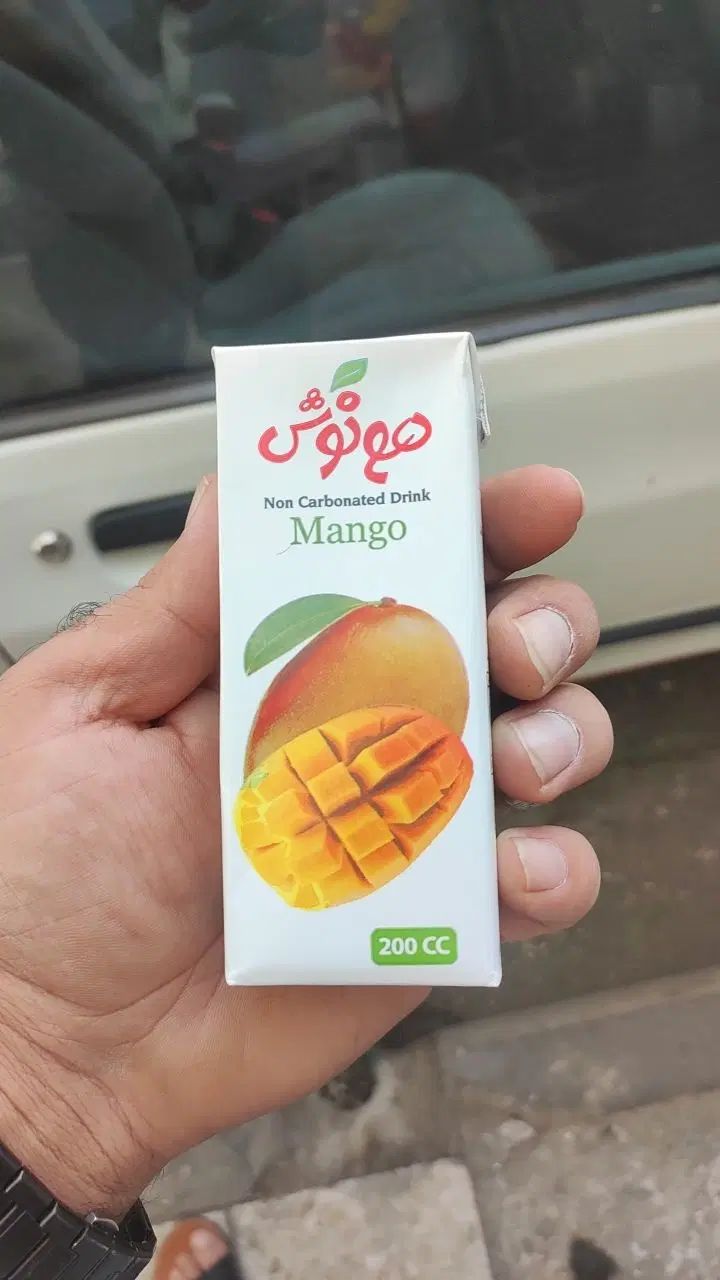 هم نوش
Non Carbonated Drink
Mango
200 CC